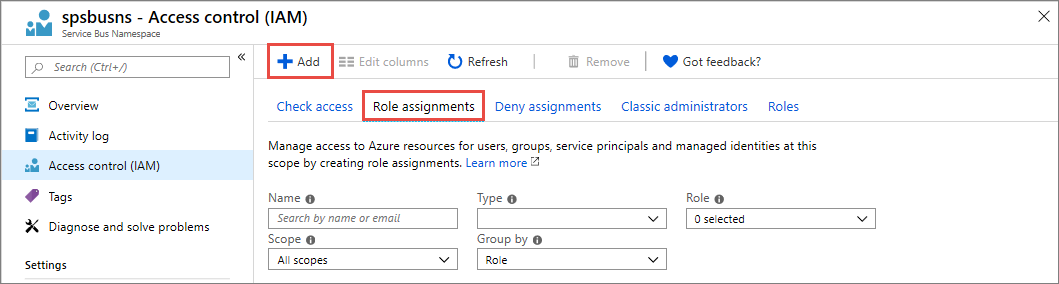 spsbusns - Access control (IAM)
Service Bus Namespace
Search (Ctrl+/)
Overview
Activity log
Access control (IAM)
Tags
Diagnose and solve problems
Settings
Add
Edit columns
Refresh
Remove
Got feedback?
Check access
Role assignments
Deny assignments
Classic administrators
Roles
Manage access to Azure resources for users, groups, service principals and managed identities at this
scope by creating role assignments. Learn more
Name
Type
Role
Search by name or email
0 selected
Scope
Group by
All scopes
Role